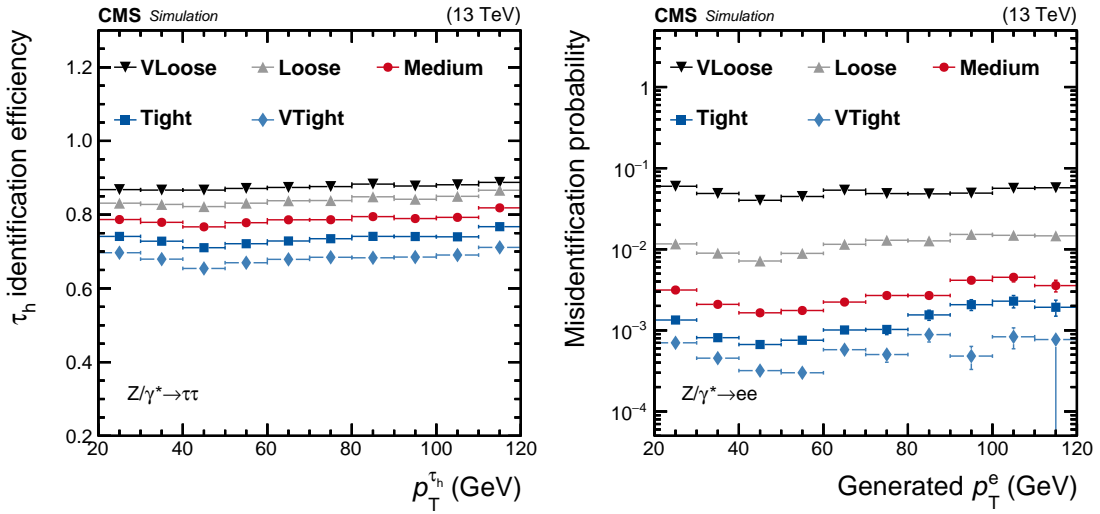 CMS Simulation (13 TeV)
τh identification efficiency
VLoose Loose Medium
Tight VTight
1.2
1.0
0.8
0.6
0.4
0.2
Z/γ*→ττ
20 40 60 80 100 120
pTτh (GeV)
CMS Simulation (13 TeV)
Misidentification probability
VLoose Loose Medium
Tight VTight
1
10−1
10−2
10−3
10−4
Z/γ*→ee
20 40 60 80 100 120
Generated pTe (GeV)